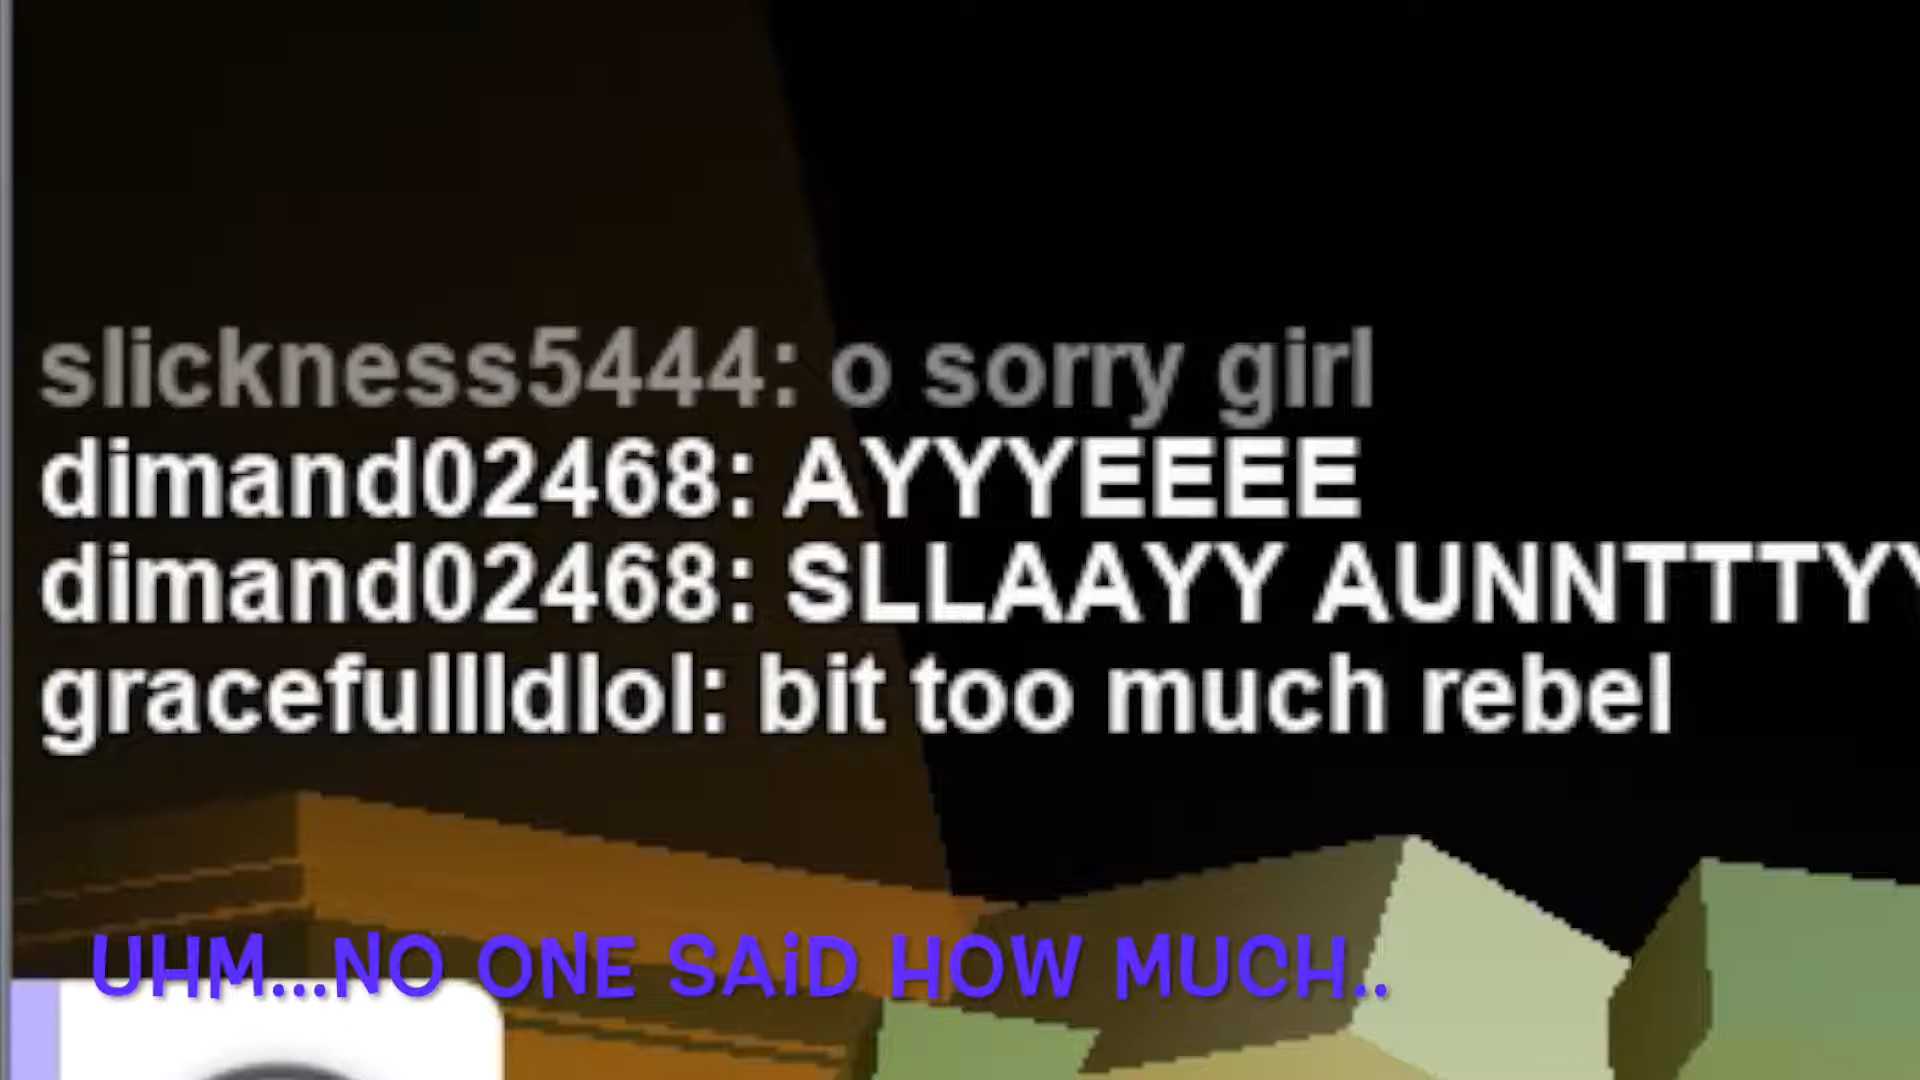 slickness5444: o sorry girl
dimand02468: AYYYEEEE
dimand02468: SLLAAYY AUNNTTTYY
gracefullldlol: bit too much rebel
UHM...NO ONE SAiD HOW MUCH..